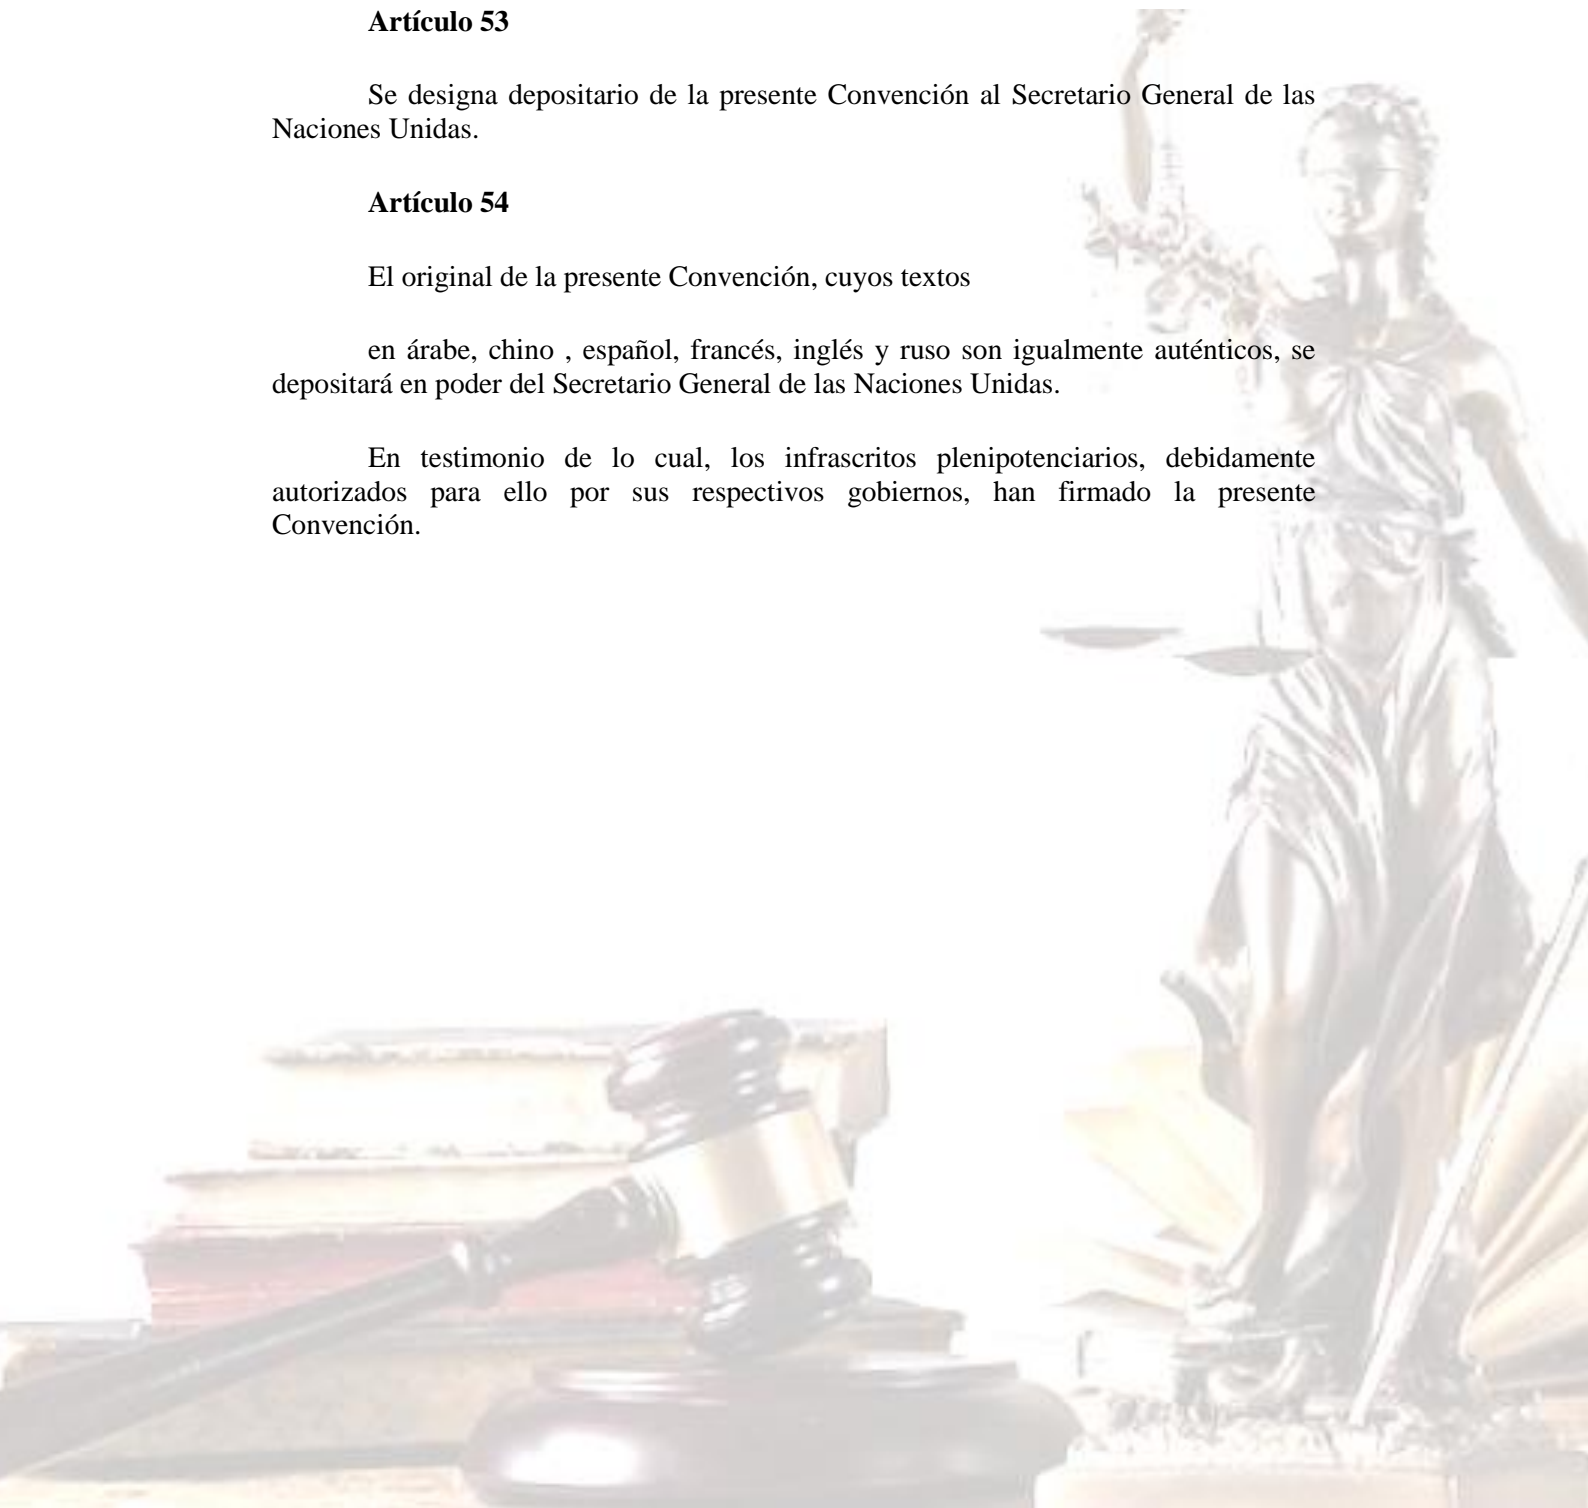 Artículo 53
Se designa depositario de la presente Convención al Secretario General de las
Naciones Unidas.
Artículo 54
El original de la presente Convención, cuyos textos
en árabe, chino , español, francés, inglés y ruso son igualmente auténticos, se
depositará en poder del Secretario General de las Naciones Unidas.
En testimonio de lo cual, los infrascritos plenipotenciarios, debidamente
autorizados para ello por sus respectivos gobiernos, han firmado la presente
Convención.